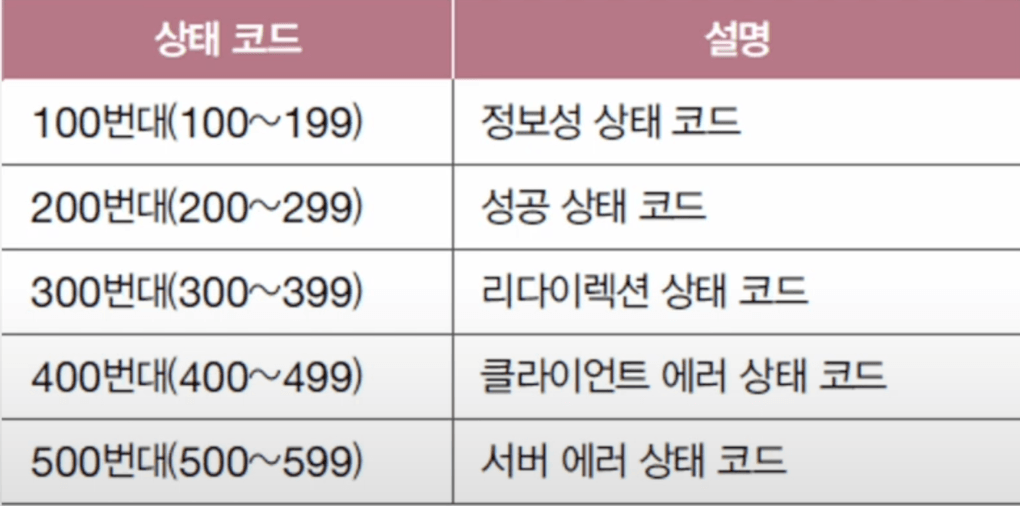 상태 코드 설명
100번대(100~199) 정보성 상태 코드
200번대(200~299) 성공 상태 코드
300번대(300~399) 리다이렉션 상태 코드
400번대(400~499) 클라이언트 에러 상태 코드
500번대(500~599) 서버 에러 상태 코드